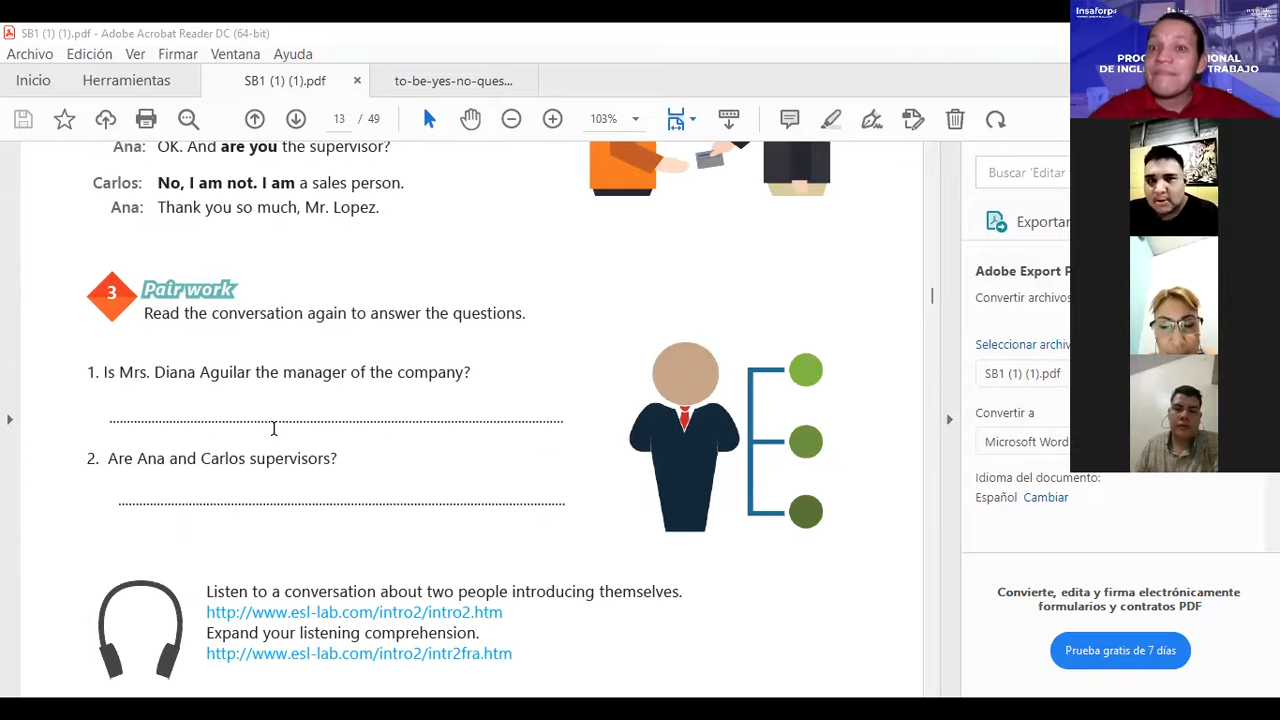 SB1 (1) (1).pdf - Adobe Acrobat Reader DC (64-bit)
Archivo Edición Ver Firmar Ventana Ayuda
Inicio Herramientas SB1 (1) (1).pdf × to-be-yes-no-ques...
13 / 49 103%
Ana: OK. And are you the supervisor?
Carlos: No, I am not. I am a sales person.
Ana: Thank you so much, Mr. Lopez.
3 Pair work
Read the conversation again to answer the questions.
1. Is Mrs. Diana Aguilar the manager of the company?
2. Are Ana and Carlos supervisors?
Listen to a conversation about two people introducing themselves.
http://www.esl-lab.com/intro2/intro2.htm
Expand your listening comprehension.
http://www.esl-lab.com/intro2/intr2fra.htm
Buscar 'Editar
Exportar
Adobe Export P
Convertir archivos
Seleccionar archiv
SB1 (1) (1).pdf
Convertir a
Microsoft Word
Idioma del documento:
Español Cambiar
Convierte, edita y firma electrónicamente
formularios y contratos PDF
Prueba gratis de 7 días
Insaforp
TRABAJO